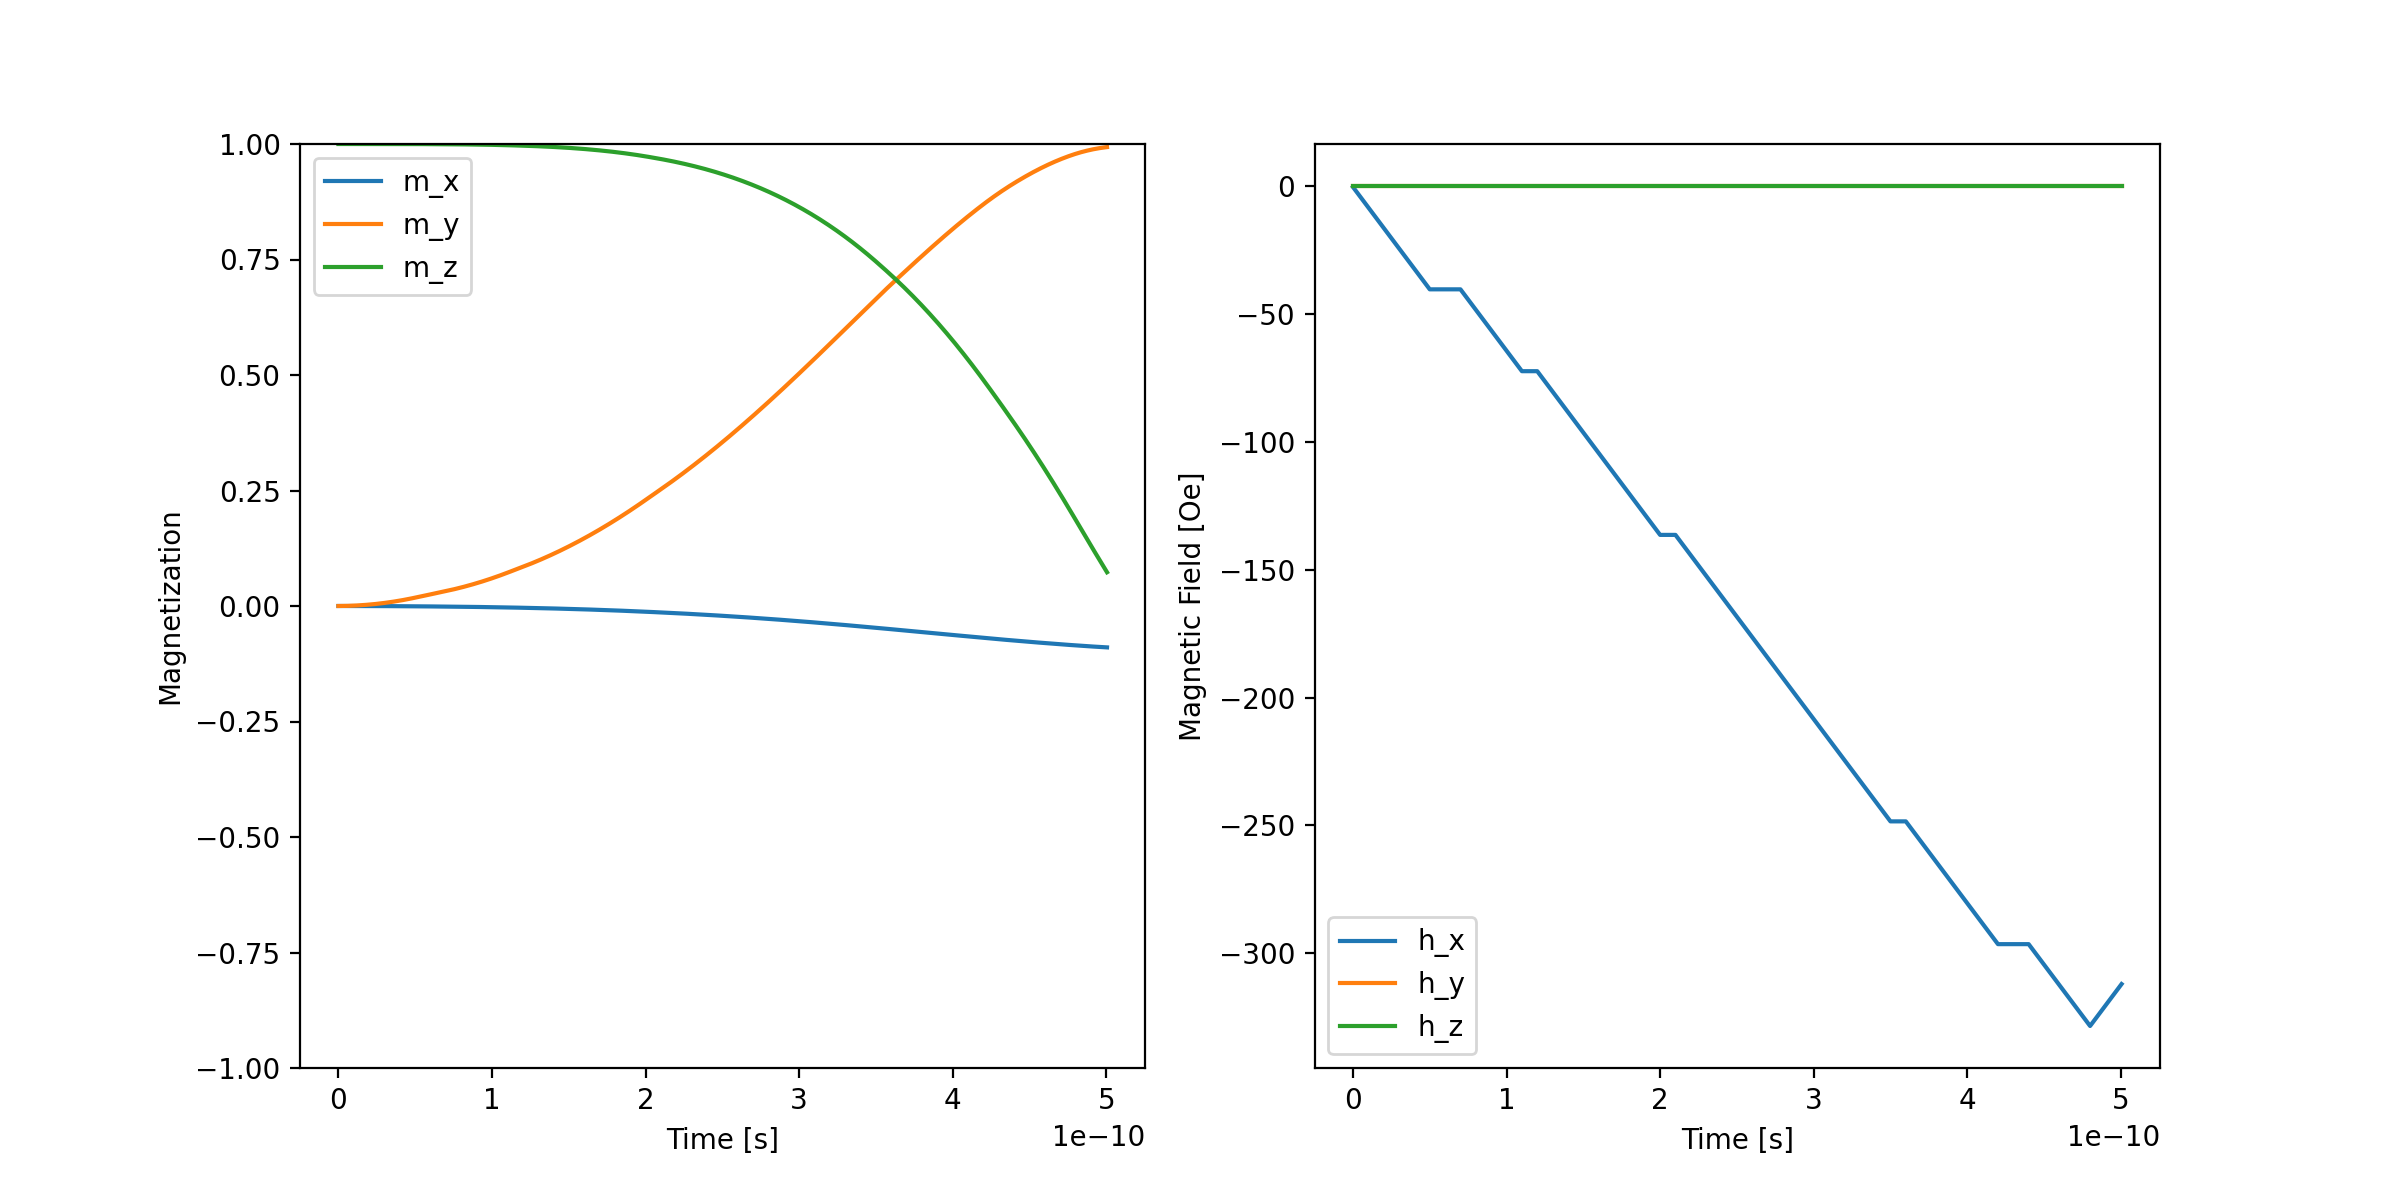 1.00
0.75
0.50
0.25
0.00
−0.25
−0.50
−0.75
−1.00
Magnetization
m_x
m_y
m_z
0 1 2 3 4 5
1e−10
Time [s]
0
−50
−100
−150
−200
−250
−300
Magnetic Field [Oe]
h_x
h_y
h_z
0 1 2 3 4 5
1e−10
Time [s]